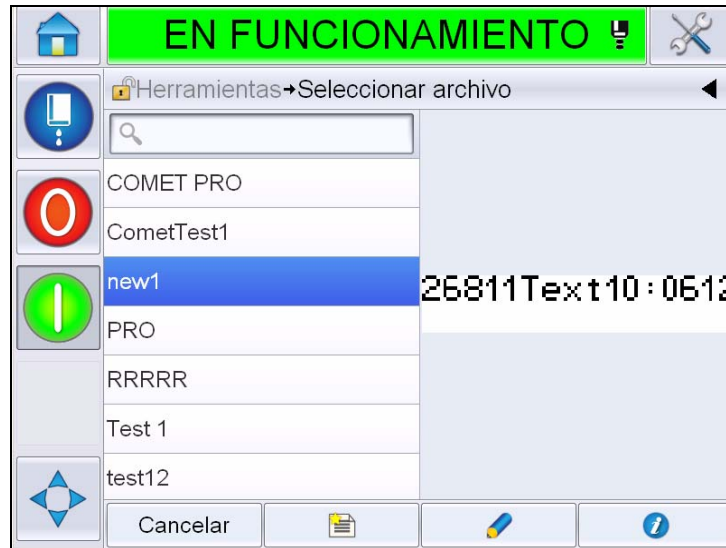 EN FUNCIONAMIENTO
Herramientas→Seleccionar archivo
COMET PRO
CometTest1
new1
26811Text10:0612
PRO
RRRRR
Test 1
test12
Cancelar